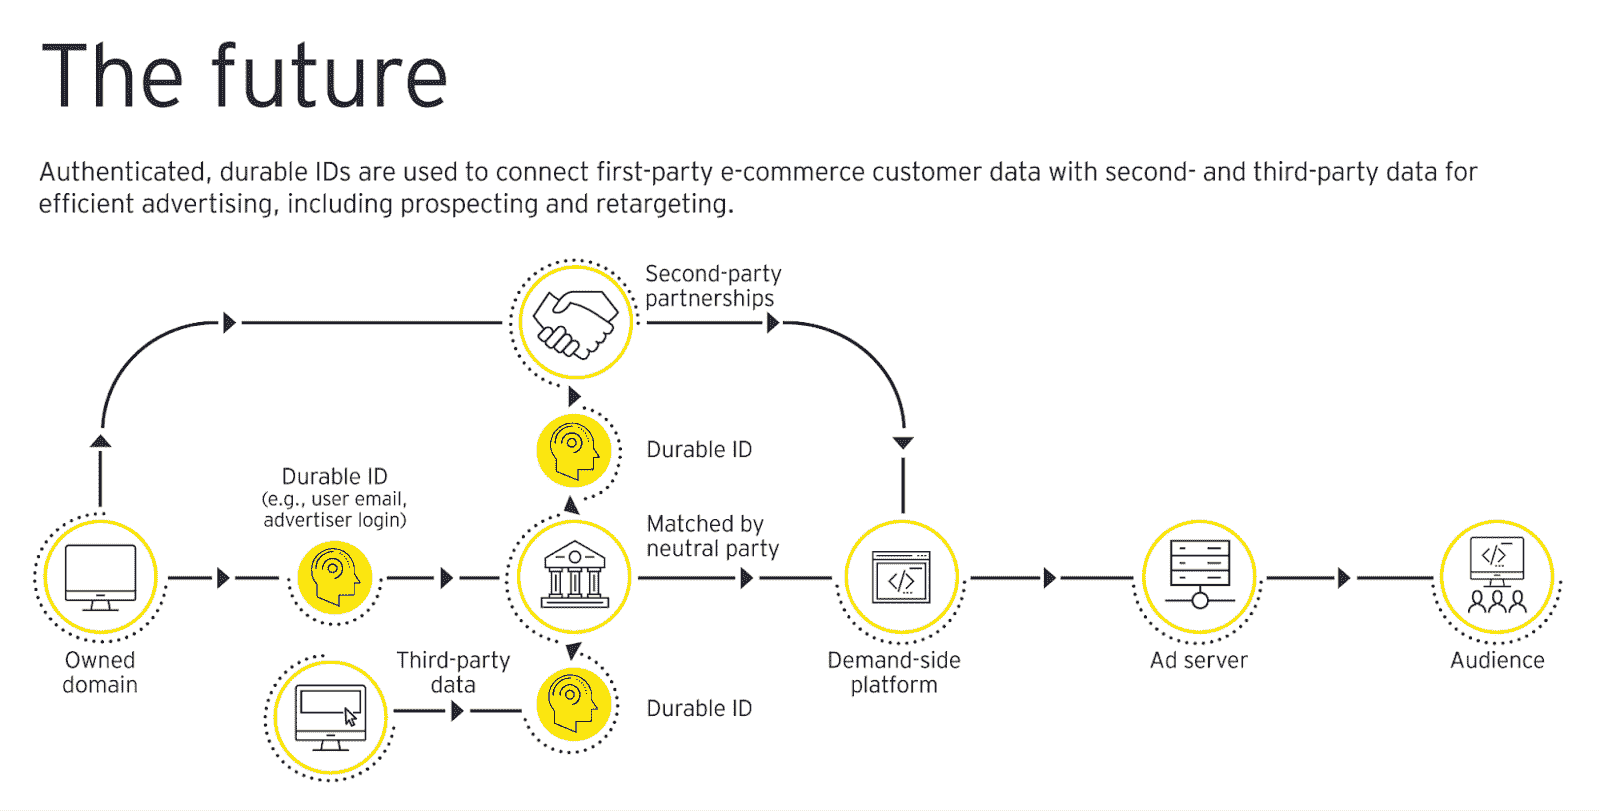 The future
Authenticated, durable IDs are used to connect first-party e-commerce customer data with second- and third-party data for
efficient advertising, including prospecting and retargeting.
Second-party
partnerships
Durable ID
Durable ID
(e.g., user email,
advertiser login)
Matched by
neutral party
</>
</>
Owned
domain
Third-party
data
Demand-side
platform
Ad server
Audience
Durable ID